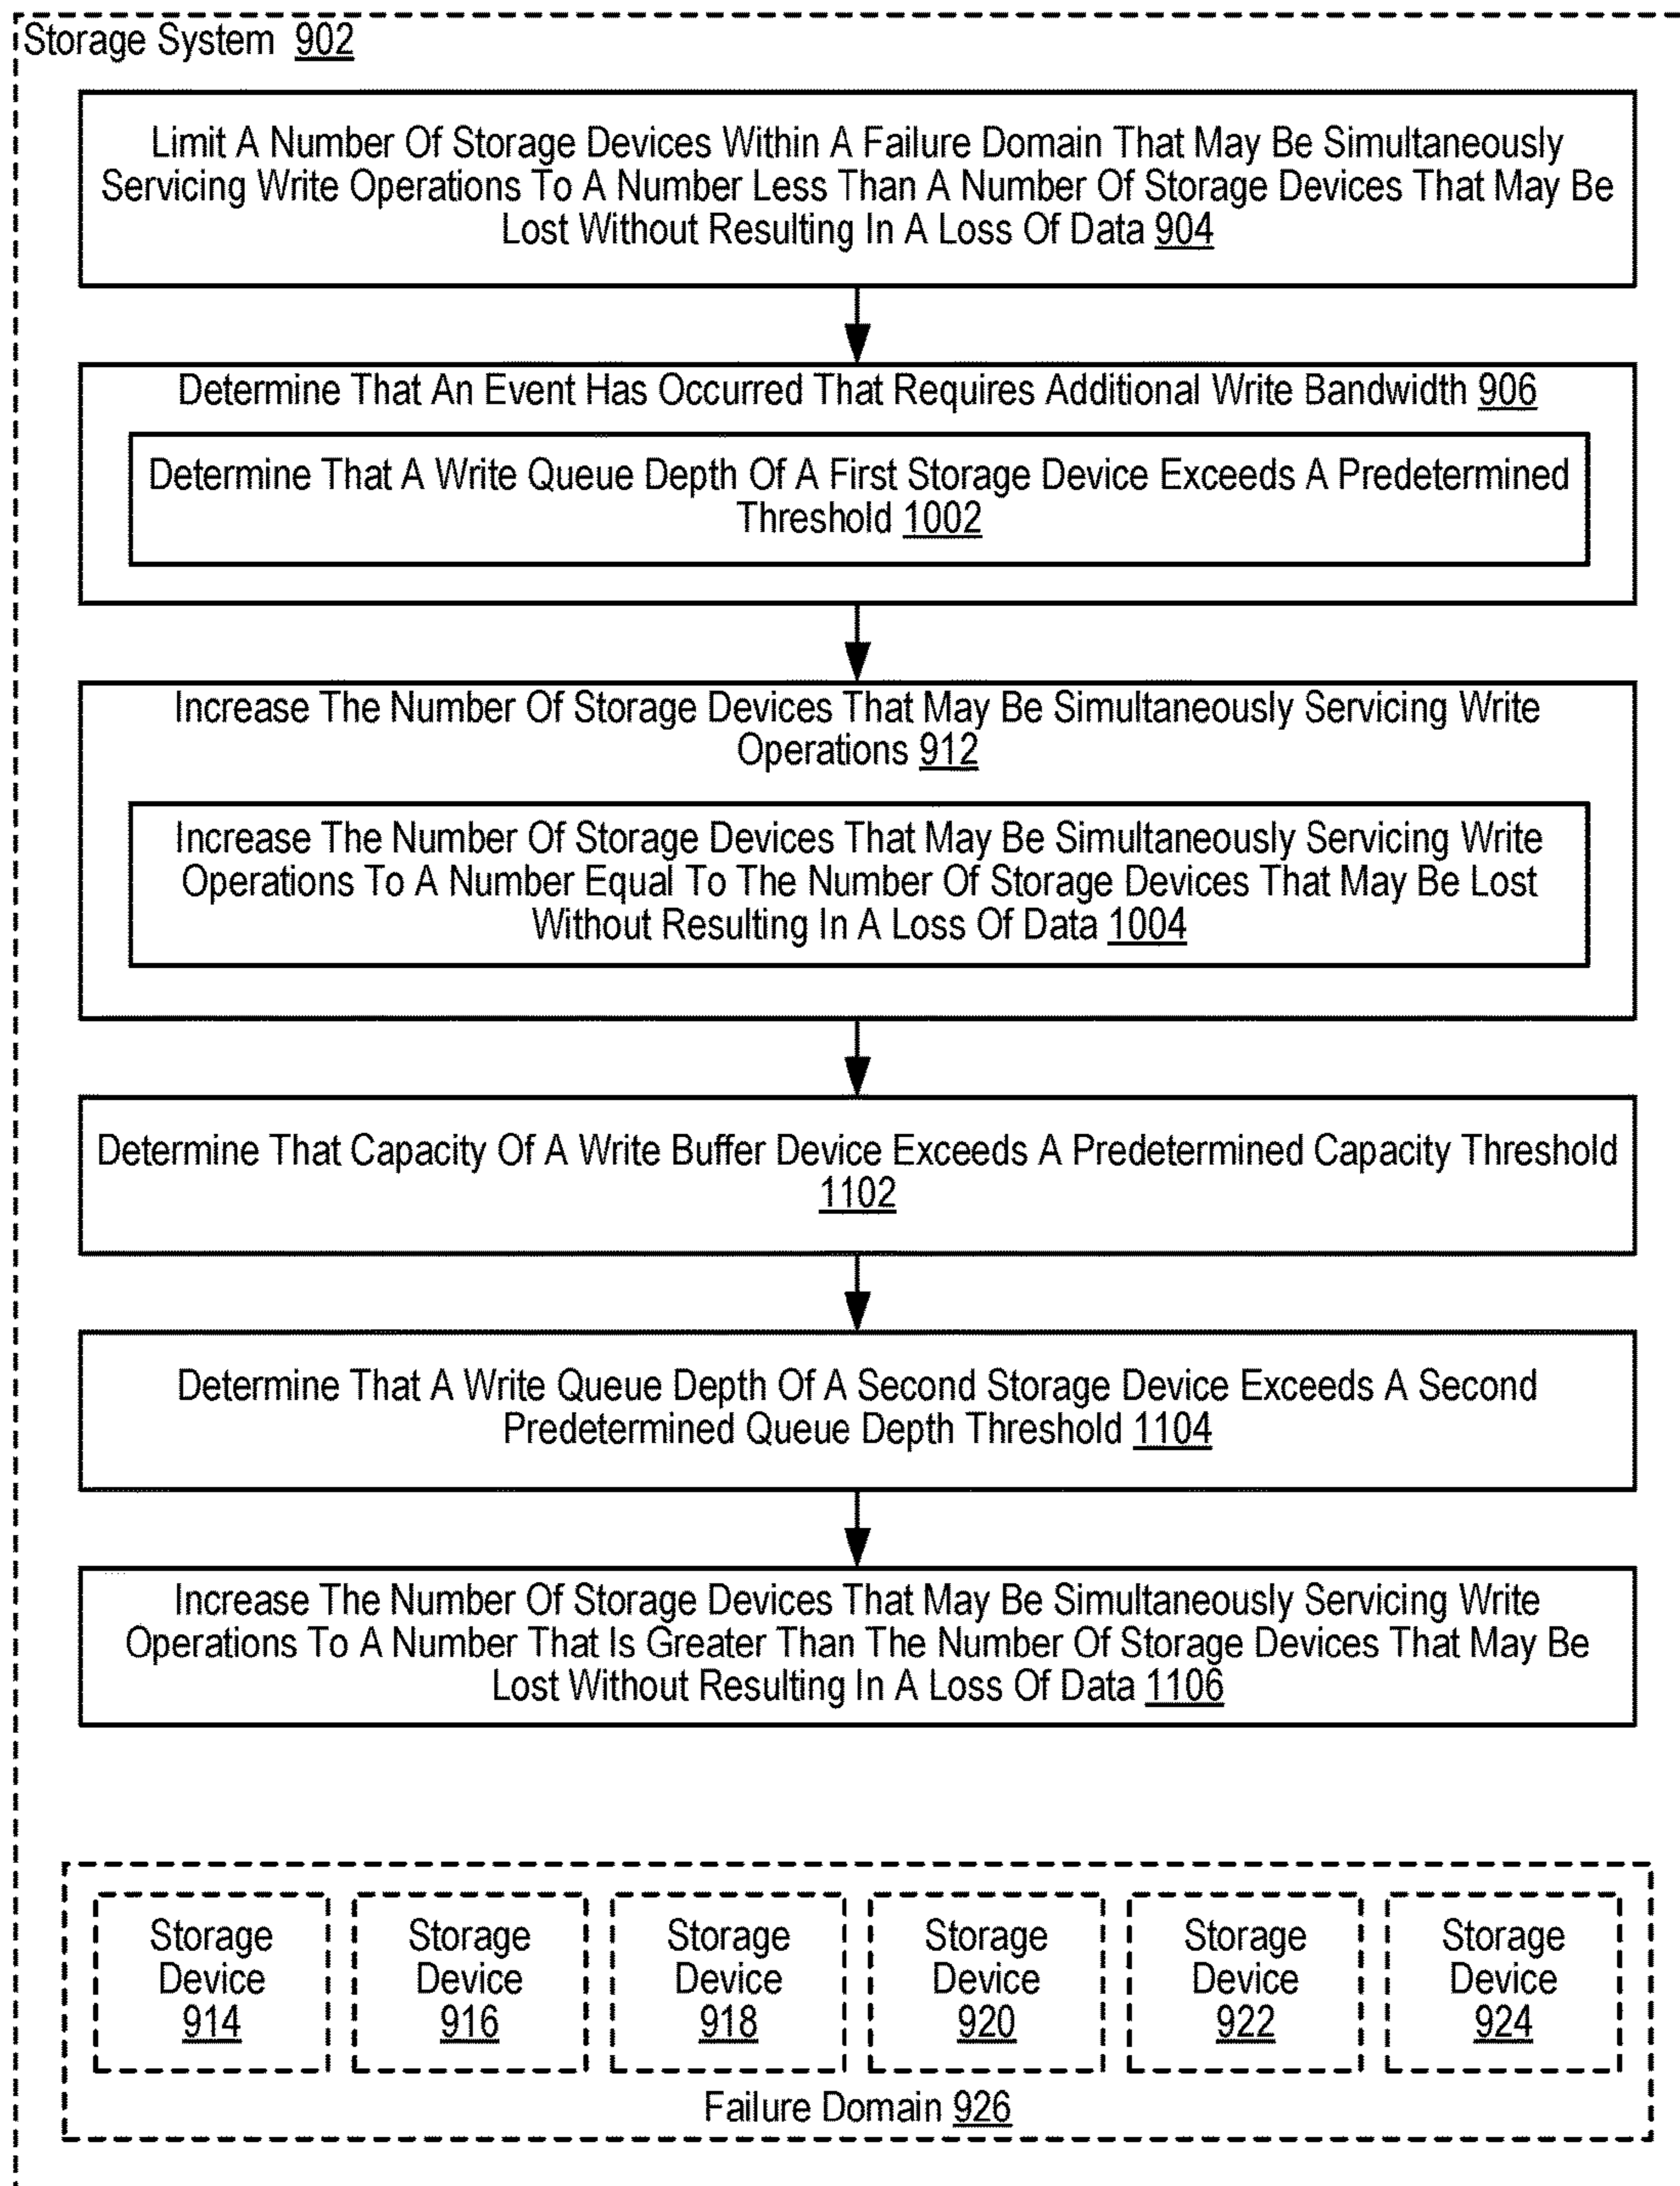 Storage System 902
Limit A Number Of Storage Devices Within A Failure Domain That May Be Simultaneously
Servicing Write Operations To A Number Less Than A Number Of Storage Devices That May Be
Lost Without Resulting In A Loss Of Data 904
Determine That An Event Has Occurred That Requires Additional Write Bandwidth 906
Determine That A Write Queue Depth Of A First Storage Device Exceeds A Predetermined
Threshold 1002
Increase The Number Of Storage Devices That May Be Simultaneously Servicing Write
Operations 912
Increase The Number Of Storage Devices That May Be Simultaneously Servicing Write
Operations To A Number Equal To The Number Of Storage Devices That May Be Lost
Without Resulting In A Loss Of Data 1004
Determine That Capacity Of A Write Buffer Device Exceeds A Predetermined Capacity Threshold
1102
Determine That A Write Queue Depth Of A Second Storage Device Exceeds A Second
Predetermined Queue Depth Threshold 1104
Increase The Number Of Storage Devices That May Be Simultaneously Servicing Write
Operations To A Number That Is Greater Than The Number Of Storage Devices That May Be
Lost Without Resulting In A Loss Of Data 1106
Storage
Device
914
Storage
Device
916
Storage
Device
918
Storage
Device
920
Storage
Device
922
Storage
Device
924
Failure Domain 926